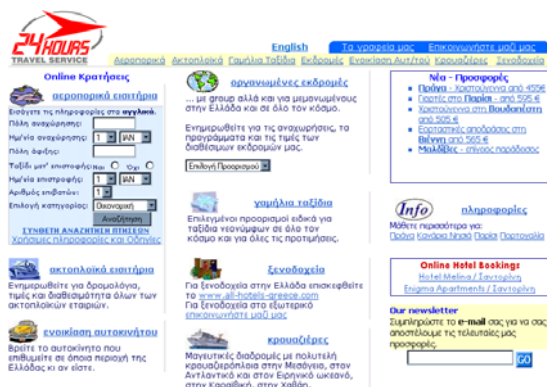 24HOURS
TRAVEL SERVICE
English
Τα γραφεία μας Επικοινωνήστε μαζί μας
Αεροπορικά Ακτοπλοϊκά Γαμήλια Ταξίδια Εκδρομές Ενοικίαση Αυτ/του Κρουαζιέρες Ξενοδοχεία
Online Κρατήσεις
αεροπορικά εισιτήρια
Εισάγετε τις πληροφορίες στα αγγλικά.
Πόλη αναχώρησης:
Ημ/νία αναχώρησης: 1 ΙΑΝ
Πόλη άφιξης:
Ταξίδι μετ' επιστροφής: Ναι Όχι
Ημ/νία επιστροφής: 1 ΙΑΝ
Αριθμός επιβατών: 1
Επιλογή κατηγορίας: Οικονομική
Αναζήτηση
ΣΥΝΘΕΤΗ ΑΝΑΖΗΤΗΣΗ ΠΤΗΣΕΩΝ
Χρήσιμες πληροφορίες και Οδηγίες
ακτοπλοϊκά εισιτήρια
Ενημερωθείτε για δρομολόγια,
τιμές και διαθεσιμότητα όλων των
ακτοπλοϊκών εταιριών.
ενοικίαση αυτοκινήτου
Βρείτε το αυτοκίνητο που
επιθυμείτε σε όποια περιοχή της
Ελλάδας κι αν είστε.
οργανωμένες εκδρομές
... με group αλλά και για μεμονωμένους
στην Ελλάδα και σε όλο τον κόσμο.
Ενημερωθείτε για τις αναχωρήσεις, τα
προγράμματα και τις τιμές των
διαθέσιμων εκδρομών μας.
Επιλογή Προορισμού
γαμήλια ταξίδια
Επιλεγμένοι προορισμοί ειδικά για
ταξίδια νεονύμφων σε όλο τον
κόσμο και για όλες τις προτιμήσεις.
ξενοδοχεία
Για ξενοδοχεία στην Ελλάδα επισκεφθείτε
το www.all-hotels-greece.com
Για ξενοδοχεία στο εξωτερικό
επικοινωνήστε μαζί μας
κρουαζιέρες
Μαγευτικές διαδρομές με πολυτελή
κρουαζιερόπλοια στην Μεσόγειο, στον
Αντλαντικό και στον Ειρηνικό ωκεανό,
στην Καραϊβική, στην Χαβάη.
Νέα - Προσφορές
Πράγα - Χριστούγεννα από 455€
Γιορτές στο Παρίσι - από 595 €
Χριστούγεννα στη Βουδαπέστη
από 505 €
Εορταστικές αποδράσεις στη
Βιέννη από 565 €
Μαλδίβες - επίγειος παράδεισος
Info
πληροφορίες
Μάθετε περισσότερα για:
Πράγα Κανάρια Νησιά Παρίσι Πορτογαλία
Online Hotel Bookings
Hotel Melina / Σαντορίνη
Enigma Apartments / Σαντορίνη
Our newsletter
Συμπληρώστε το e-mail σας για να σας
αποστέλουμε τις τελευταίες μας
προσφορές.
GO